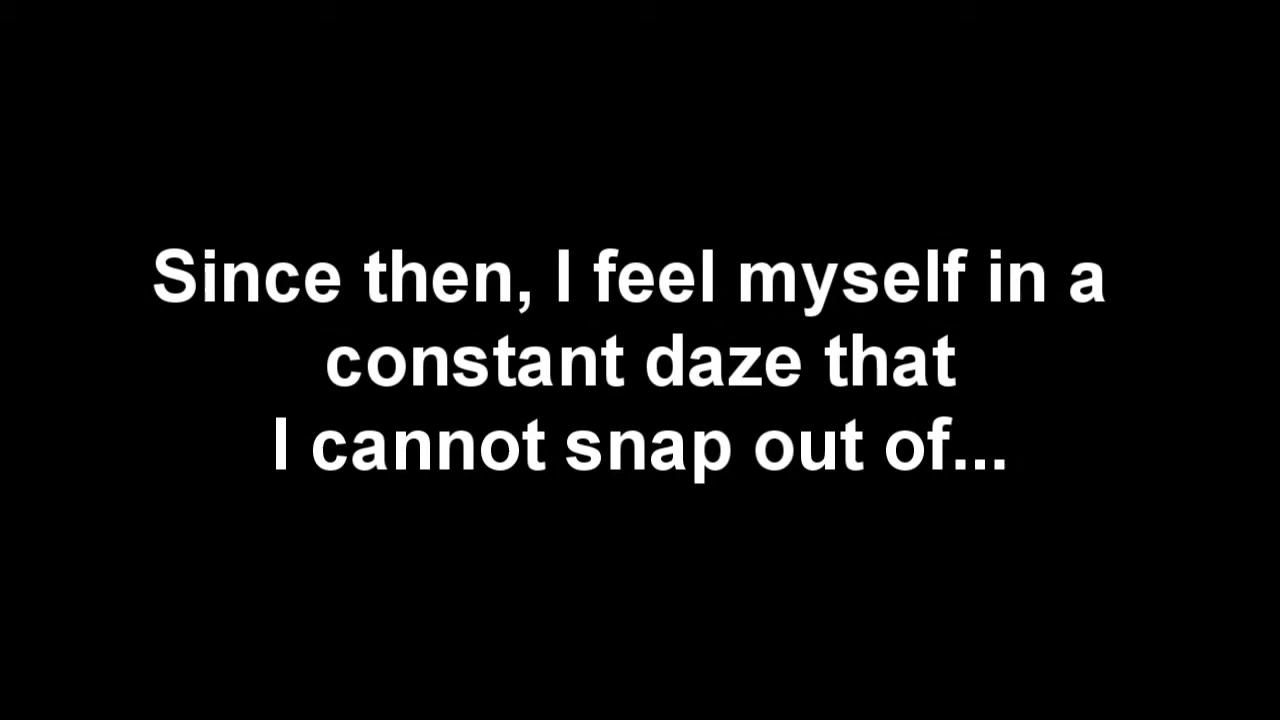 Since then, I feel myself in a
constant daze that
I cannot snap out of...